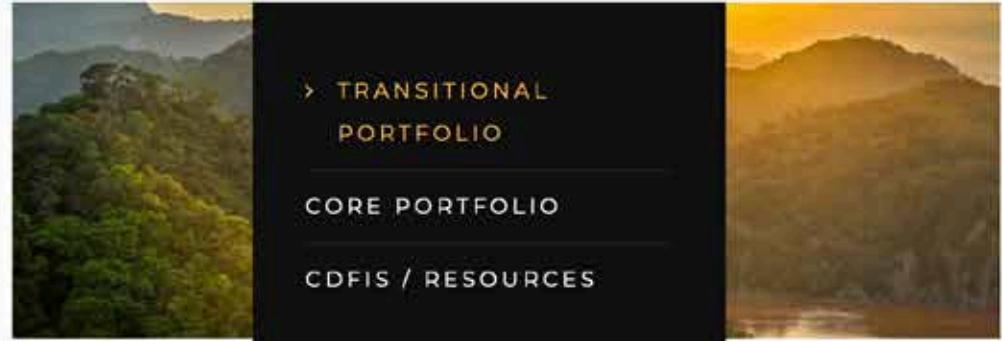 > TRANSITIONAL
PORTFOLIO
CORE PORTFOLIO
CDFIS / RESOURCES